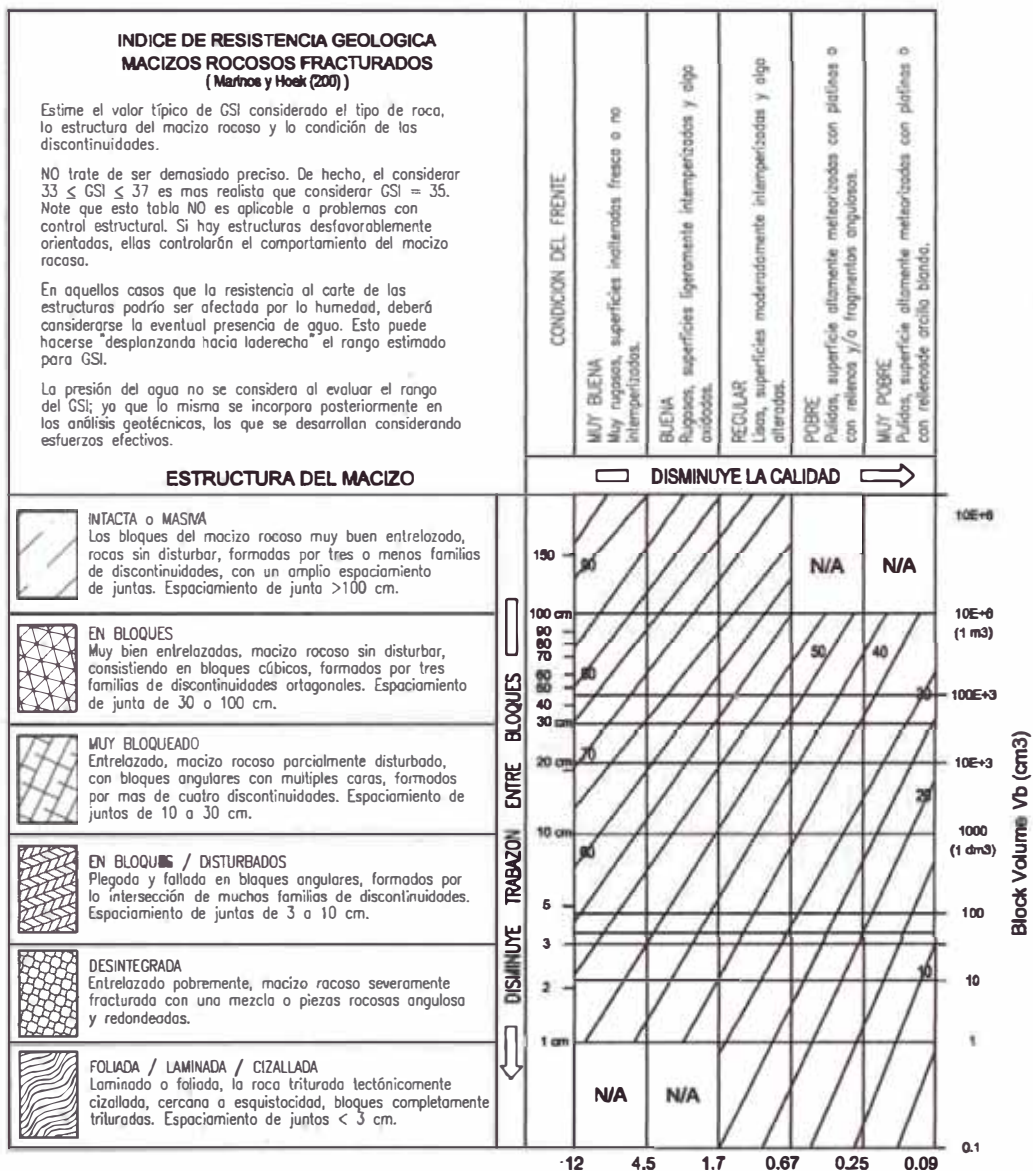 INDICE DE RESISTENCIA GEOLOGICA
MACIZOS ROCOSOS FRACTURADOS
( Marinos y Hoek (200) )
Estime el valor típico de GSI considerado el tipo de roca,
lo estructura del macizo rocoso y lo condición de las
discontinuidades.
NO trate de ser demasiado preciso. De hecho, el considerar
33 ≤ GSI ≤ 37 es mas realista que considerar GSI = 35.
Note que esto tabla NO es aplicable a problemas con
control estructural. Si hay estructuras desfavorablemente
orientadas, ellas controlarán el comportamiento del macizo
racasa.
En aquellos casos que la resistencia al carte de las
estructuras podrío ser afectada por lo humedad, deberá
cansiderarse la eventual presencia de aguo. Esto puede
hacerse "desplanzanda hacia laderecha" el rango estimado
para GSI.
La presión del agua no se considera al evaluar el rango
del GSI; ya que lo misma se incorpora posteriormente en
los análisis geotécnicas, los que se desarrollan considerando
esfuerzos efectivos.
ESTRUCTURA DEL MACIZO
CONDICION DEL FRENTE
MUY BUENA
Muy rugosas, superficies inalteradas fresca o no
intemperizadas.
BUENA
Rugosas, superficies ligeramente intemperizadas y algo
oxidadas.
REGULAR
Lisas, superficies moderadamente intemperizadas y algo
alteradas.
POBRE
Pulidas, superficie altamente meteorizadas con platinas o
con rellenos y/o fragmentos angulosos.
MUY POBRE
Pulidas, superficie altamente meteorizadas con platinas o
con rellenoede arcilla blanda.
DISMINUYE LA CALIDAD
INTACTA o MASIVA
Los bloques del macizo rocoso muy buen entrelazado,
rocas sin disturbar, formadas por tres o menos familias
de discontinuidades, con un amplio espaciamiento
de juntas. Espaciamiento de junta >100 cm.
EN BLOQUES
Muy bien entrelazadas, macizo rocoso sin disturbar,
consistiendo en bloques cúbicos, formados por tres
familias de discontinuidades ortagonales. Espaciamiento
de junta de 30 o 100 cm.
MUY BLOQUEADO
Entrelazado, macizo rocoso parcialmente disturbado,
con bloques angulares con multiples caras, formados
por mas de cuatro discontinuidades. Espaciamiento de
juntos de 10 a 30 cm.
EN BLOQUES / DISTURBADOS
Plegada y fallada en blaques angulares, formados por
lo intersección de muchas familias de discontinuidades.
Espaciamiento de juntas de 3 a 10 cm.
DESINTEGRADA
Entrelazado pobremente, macizo racoso severamente
fracturada con una mezcla o piezas rocosas angulosa
y redondeadas.
FOLIADA / LAMINADA / CIZALLADA
Laminado o foliada, la roca triturada tectónicomente
cizallada, cercana a esquistocidad, bloques completamente
trituradas. Espaciamiento de juntos < 3 cm.
DISMINUYE TRABAZON ENTRE BLOQUES
150
100 cm
90
80
70
60
50
40
30 cm
20 cm
10 cm
5
3
2
1 cm
90
80
70
60
50
40
30
20
10
N/A
N/A
N/A
N/A
10E+6
10E+6
(1 m3)
100E+3
10E+3
1000
(1 dm3)
100
10
1
0.1
Block Volume Vb (cm3)
12
4.5
1.7
0.67
0.25
0.09